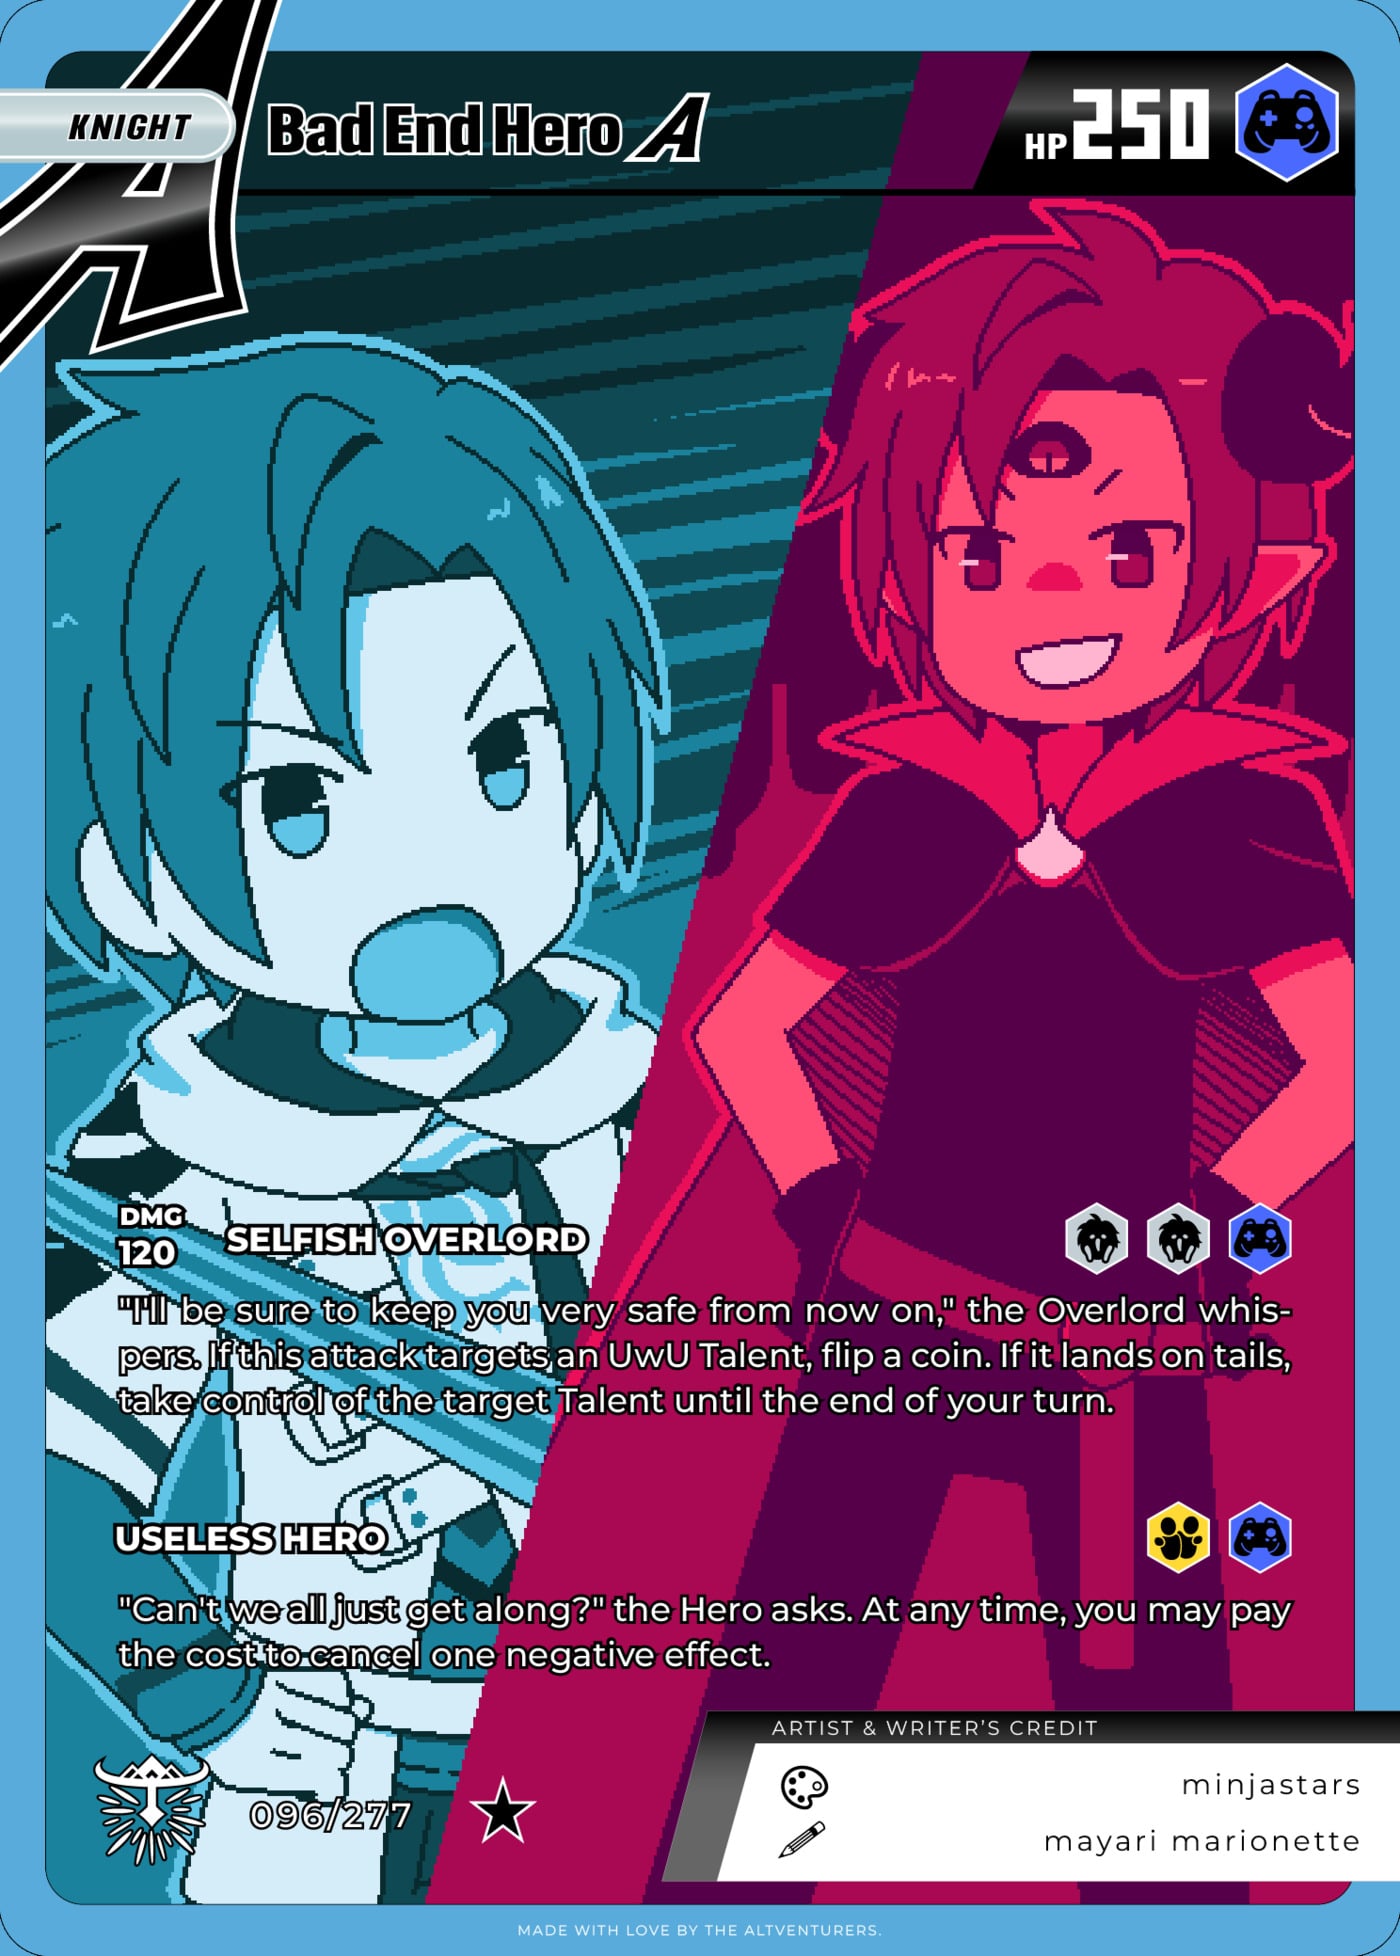 A
KNIGHT
Bad End Hero A
HP 250
DMG
120
SELFISH OVERLORD
"I'll be sure to keep you very safe from now on," the Overlord whis-
pers. If this attack targets an UwU Talent, flip a coin. If it lands on tails,
take control of the target Talent until the end of your turn.
USELESS HERO
"Can't we all just get along?" the Hero asks. At any time, you may pay
the cost to cancel one negative effect.
ARTIST & WRITER'S CREDIT
minjastars
mayari marionette
096/277
MADE WITH LOVE BY THE ALTVENTURERS.